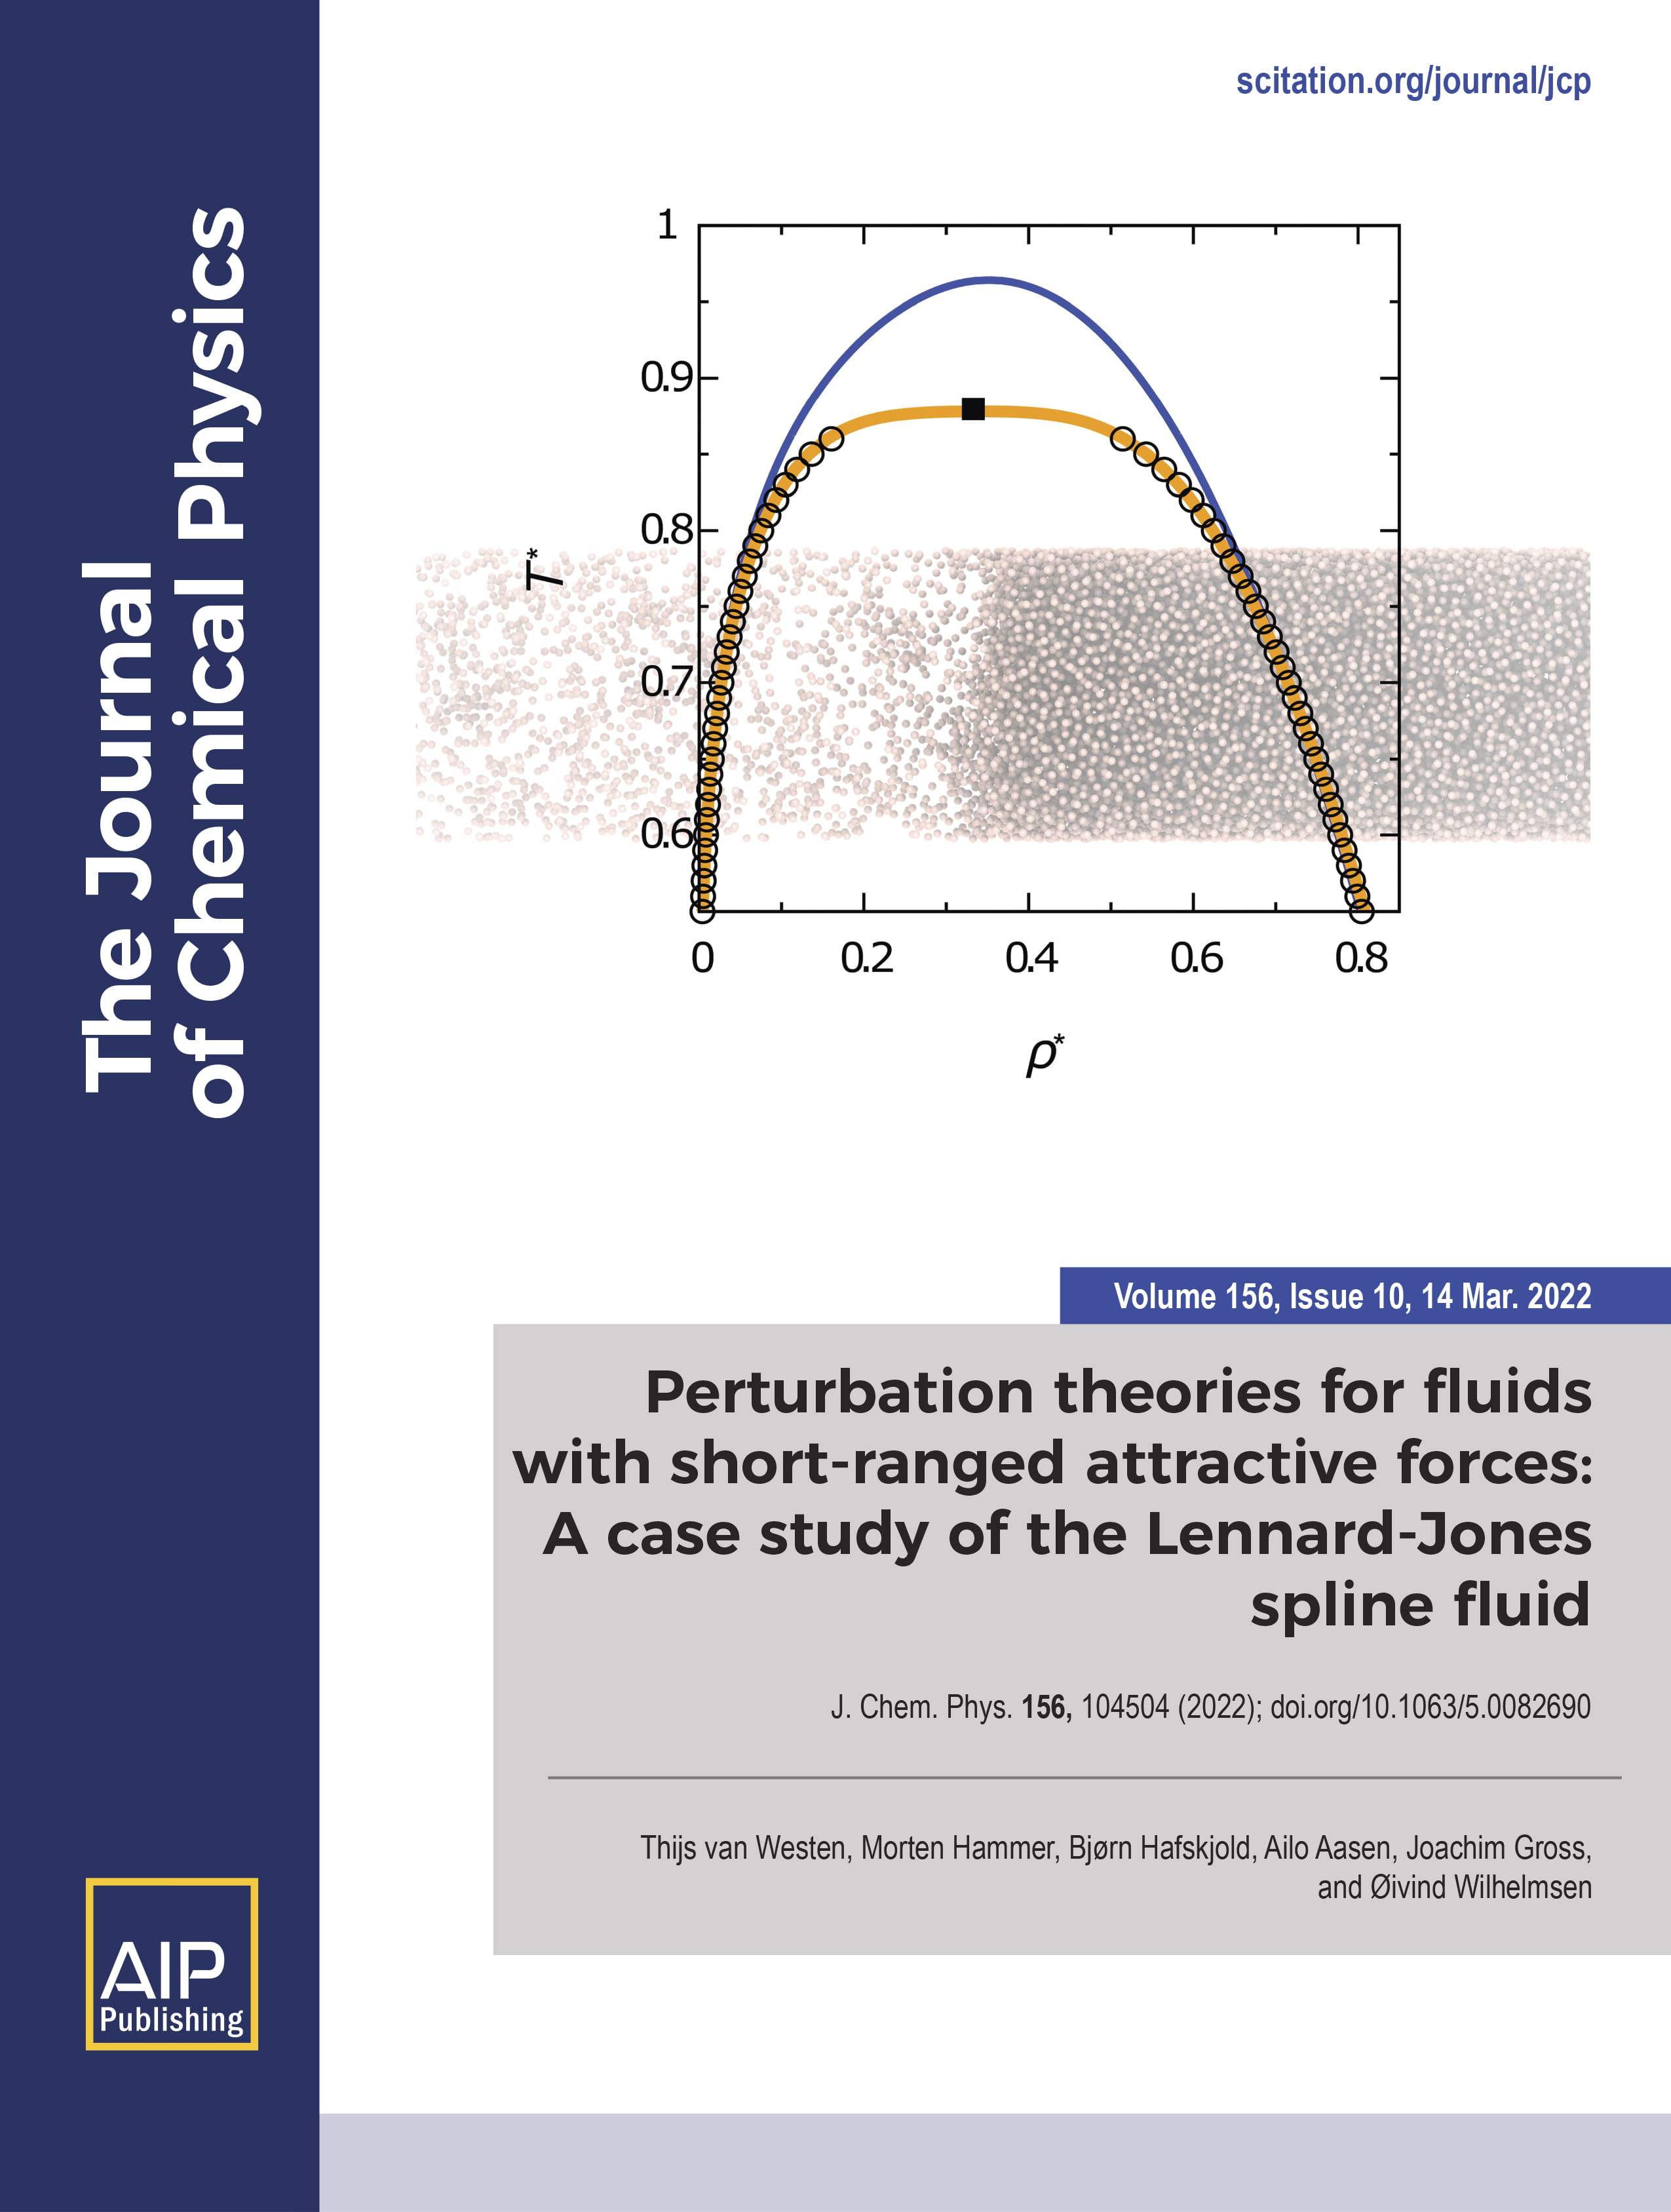 scitation.org/journal/jcp
The Journal
of Chemical Physics
1
0.9
0.8
0.7
0.6
T*
0 0.2 0.4 0.6 0.8
ρ*
Volume 156, Issue 10, 14 Mar. 2022
Perturbation theories for fluids
with short-ranged attractive forces:
A case study of the Lennard-Jones
spline fluid
J. Chem. Phys. 156, 104504 (2022); doi.org/10.1063/5.0082690
Thijs van Westen, Morten Hammer, Bjørn Hafskjold, Ailo Aasen, Joachim Gross,
and Øivind Wilhelmsen
AIP
Publishing